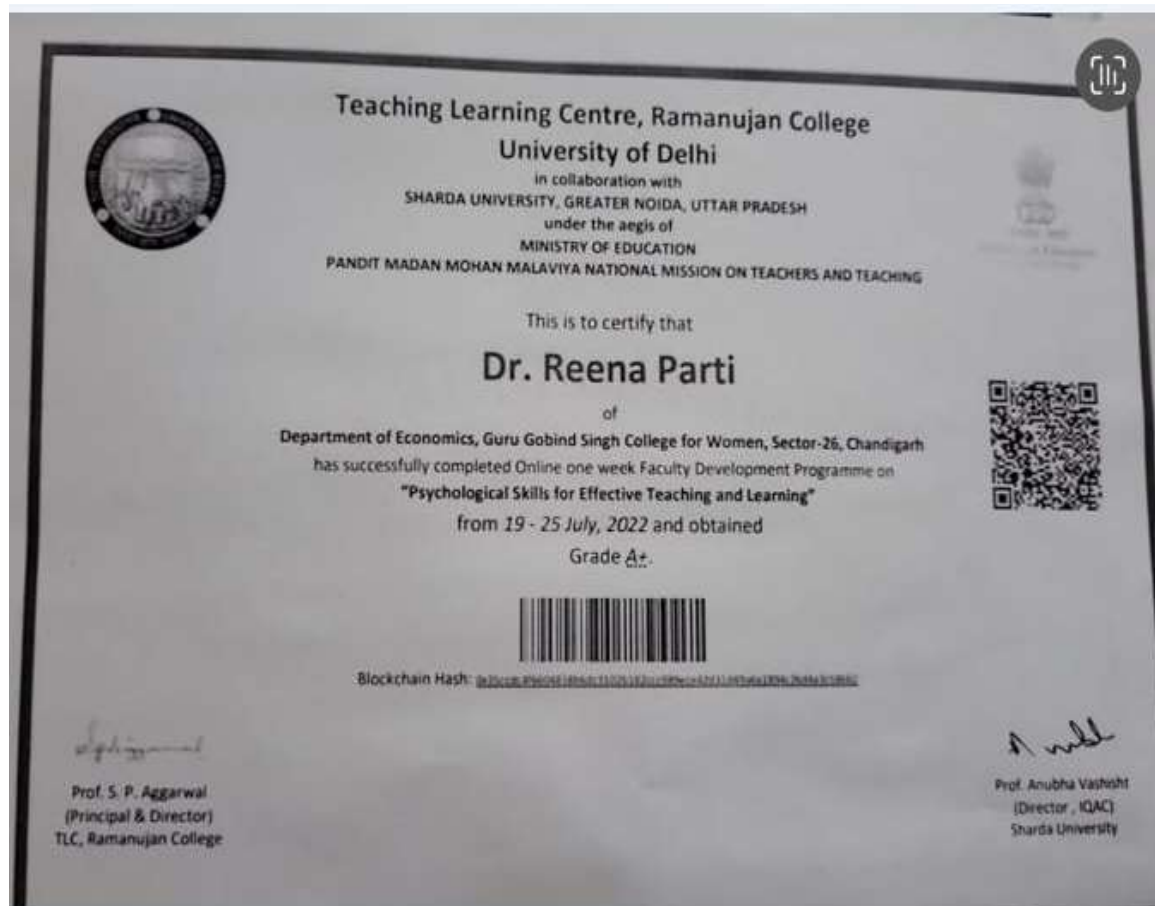 Teaching Learning Centre, Ramanujan College
University of Delhi
in collaboration with
SHARDA UNIVERSITY, GREATER NOIDA, UTTAR PRADESH
under the aegis of
MINISTRY OF EDUCATION
PANDIT MADAN MOHAN MALAVIYA NATIONAL MISSION ON TEACHERS AND TEACHING
This is to certify that
Dr. Reena Parti
of
Department of Economics, Guru Gobind Singh College for Women, Sector-26, Chandigarh
has successfully completed Online one week Faculty Development Programme on
"Psychological Skills for Effective Teaching and Learning"
from 19 - 25 July, 2022 and obtained
Grade A+.
Blockchain Hash:
Prof. S. P. Aggarwal
(Principal & Director)
TLC, Ramanujan College
Prof. Anubha Vashisht
(Director , IQAC)
Sharda University